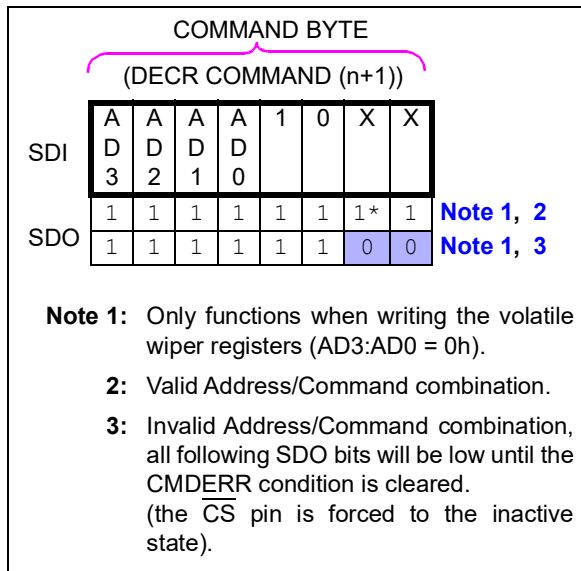 COMMAND BYTE
(DECR COMMAND (n+1))
A A A A 1 0 X X
SDI D D D D
3 2 1 0
1 1 1 1 1 1 1* 1 Note 1, 2
SDO 1 1 1 1 1 1 0 0 Note 1, 3
Note 1: Only functions when writing the volatile
wiper registers (AD3:AD0 = 0h).
2: Valid Address/Command combination.
3: Invalid Address/Command combination,
all following SDO bits will be low until the
CMDERR condition is cleared.
(the CS pin is forced to the inactive
state).